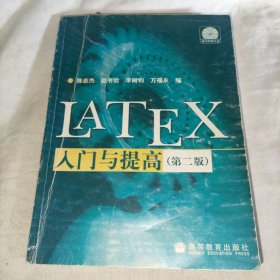 陈志杰 赵书钦 李树钧 万福永 编
LATEX
入门与提高(第二版)
高等教育出版社
HIGHER EDUCATION PRESS